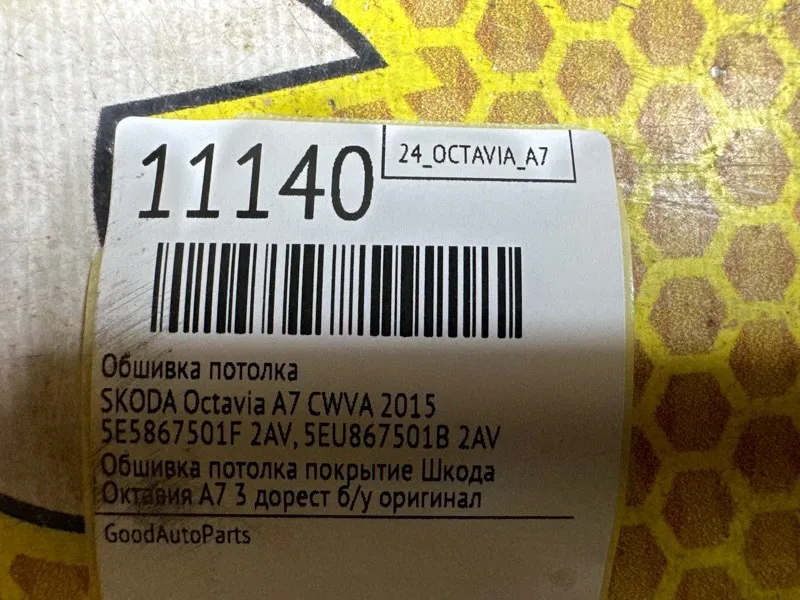 11140
24_OCTAVIA_A7
Обшивка потолка
SKODA Octavia A7 CWVA 2015
5E5867501F 2AV, 5EU867501B 2AV
Обшивка потолка покрытие Шкода
Октавия А7 3 дорест б/у оригинал
GoodAutoParts